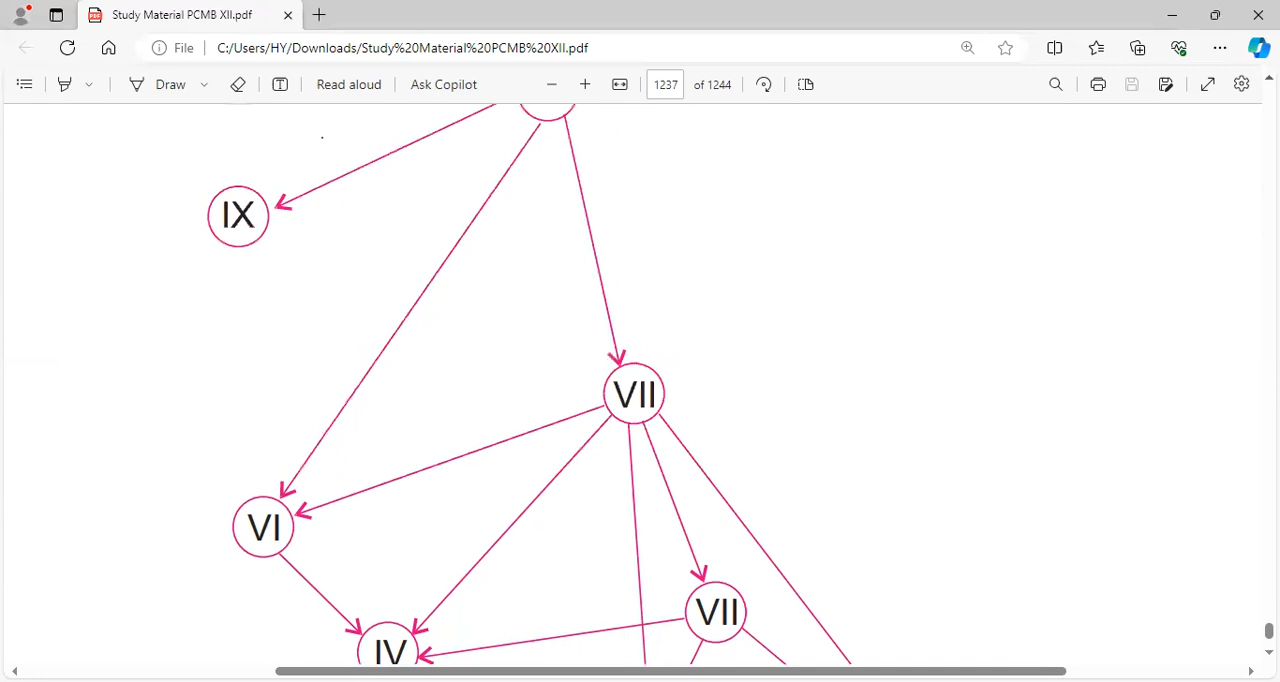 Study Material PCMB XII.pdf
File C:/Users/HY/Downloads/Study%20Material%20PCMB%20XII.pdf
Draw Read aloud Ask Copilot 1237 of 1244
IX
VII
VI
VII
IV